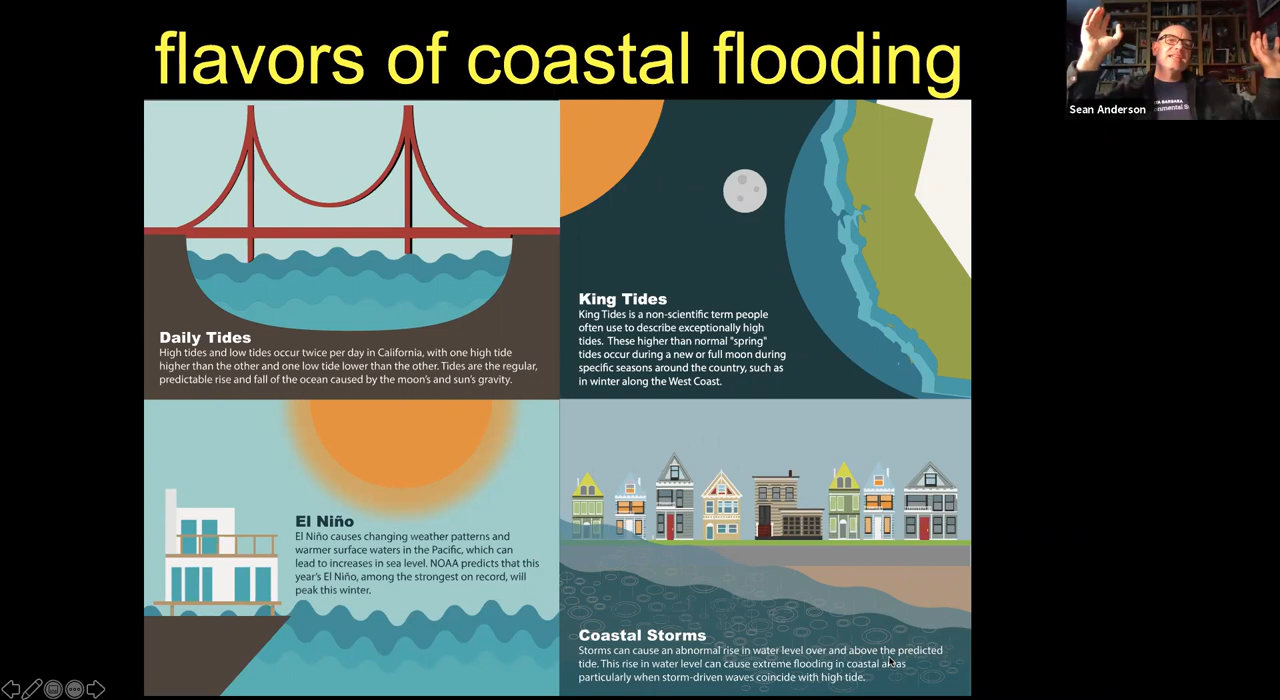 flavors of coastal flooding
Sean Anderson
Daily Tides
High tides and low tides occur twice per day in California, with one high tide
higher than the other and one low tide lower than the other. Tides are the regular,
predictable rise and fall of the ocean caused by the moon's and sun's gravity.
King Tides
King Tides is a non-scientific term people
often use to describe exceptionally high
tides. These higher than normal "spring"
tides occur during a new or full moon during
specific seasons around the country, such as
in winter along the West Coast.
El Niño
El Niño causes changing weather patterns and
warmer surface waters in the Pacific, which can
lead to increases in sea level. NOAA predicts that this
year's El Niño, among the strongest on record, will
peak this winter.
Coastal Storms
Storms can cause an abnormal rise in water level over and above the predicted
tide. This rise in water level can cause extreme flooding in coastal areas
particularly when storm-driven waves coincide with high tide.